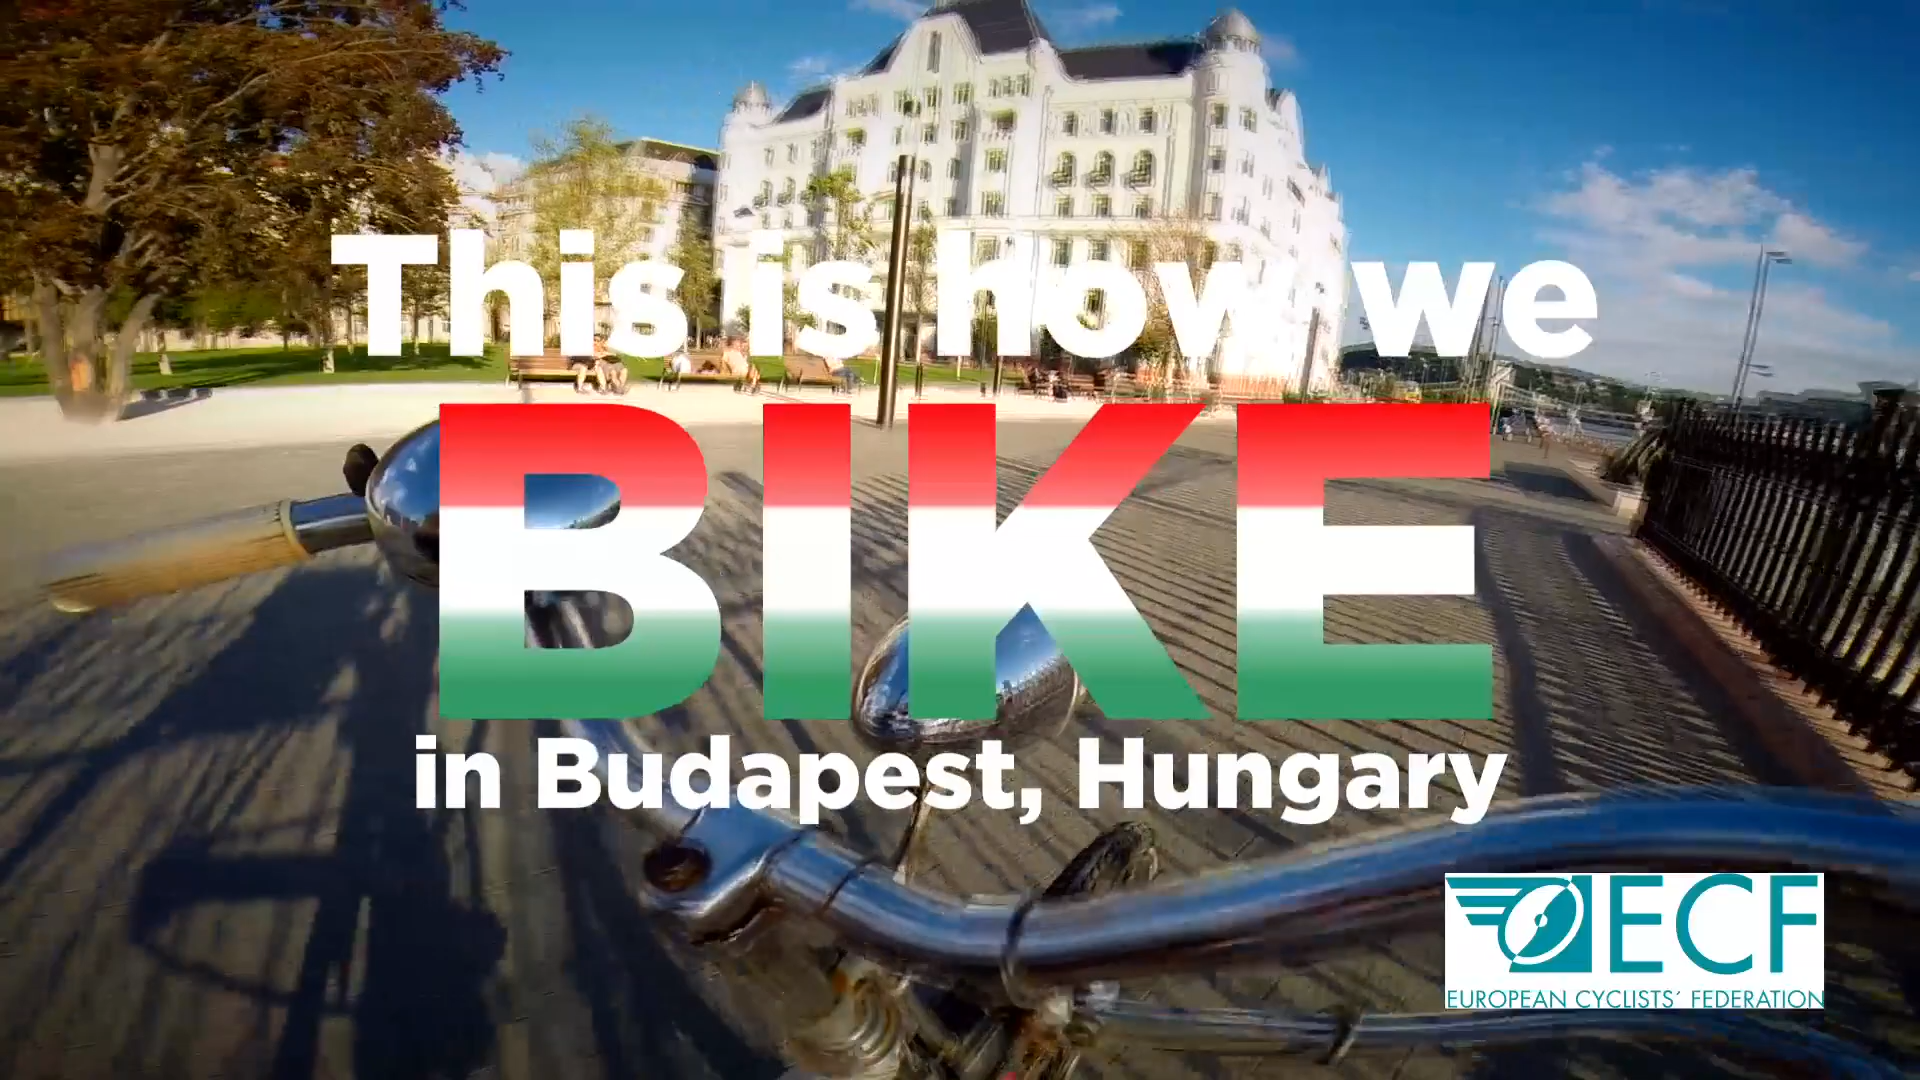 This is how we
BIKE
in Budapest, Hungary
ECF
EUROPEAN CYCLISTS´ FEDERATION